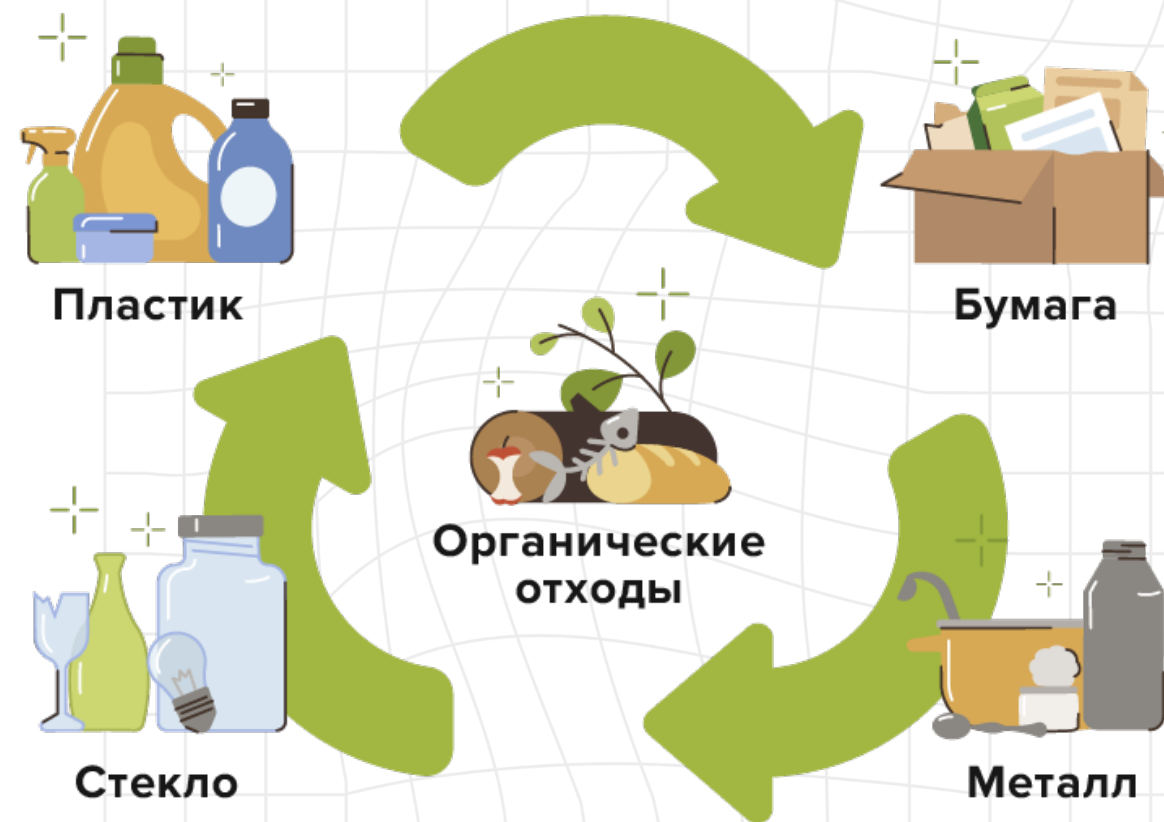 Пластик
Бумага
Органические
отходы
Стекло
Металл